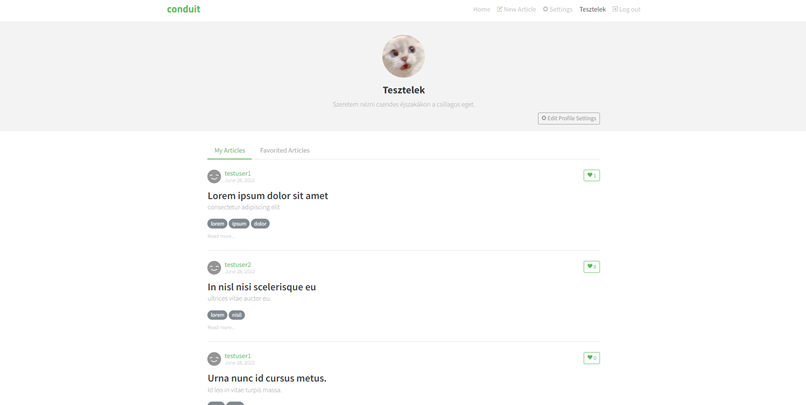 conduit
Home New Article Settings Tesztelek Log out
Tesztelek
Szeretem nézni csendes éjszakákon a csillagos eget.
Edit Profile Settings
My Articles Favorited Articles
testuser1
June 28, 2022
1
Lorem ipsum dolor sit amet
consectetur adipiscing elit
lorem ipsum dolor
Read more...
testuser2
June 28, 2022
0
In nisl nisi scelerisque eu
ultrices vitae auctor eu.
lorem nisil
Read more...
testuser1
June 28, 2022
0
Urna nunc id cursus metus.
Id leo in vitae turpis massa.